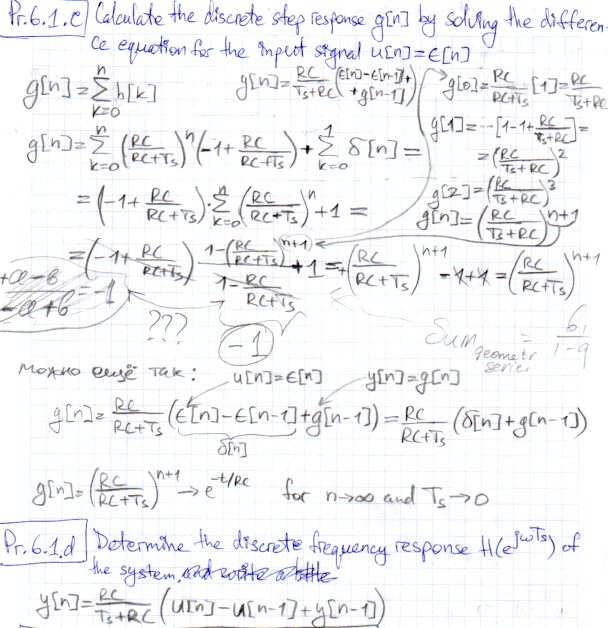 Pr.6.1.c Calculate the discrete step response g[n] by solving the differen-
ce equation for the input signal u[n]=ϵ[n]
g[n]=∑_{k=0}^{n} h[k]
g[n]=RC/(Ts+RC) (ϵ[n]-ϵ[n-1]+
+g[n-1])
g[0]=RC/(RC+Ts) [1]=RC/(Ts+RC)
g[1]=...[1-1+RC/(Ts+RC)]=
=(RC/(Ts+RC))^2
g[2]=(RC/(Ts+RC))^3
g[n]=(RC/(Ts+RC))^{n+1}
g[n]=∑_{k=0}^{n} (RC/(RC+Ts))^n (-1+RC/(RC+Ts))+∑_{k=0}^{1} δ[n]=
=(-1+RC/(RC+Ts))·∑_{k=0}^{n} (RC/(RC+Ts))^n+1=
=(-1+RC/(RC+Ts)) (1-(RC/(RC+Ts))^{n+1})/(1-RC/(RC+Ts))+1=+(RC/(RC+Ts))^{n+1} -1+1=(RC/(RC+Ts))^{n+1}
+a-b
-a+b =-1
???
-1
Sum geometr series = b1/(1-q)
можно ещё так:
u[n]=ϵ[n] y[n]=g[n]
g[n]=RC/(RC+Ts) (ϵ[n]-ϵ[n-1]+g[n-1])=RC/(RC+Ts) (δ[n]+g[n-1])
δ[n]
g[n]=(RC/(RC+Ts))^{n+1} → e^{-t/RC} for n→∞ and Ts→0
Pr.6.1.d Determine the discrete frequency response H(e^{jωTs}) of
the system, and write
y[n]=RC/(Ts+RC) (u[n]-u[n-1]+y[n-1])